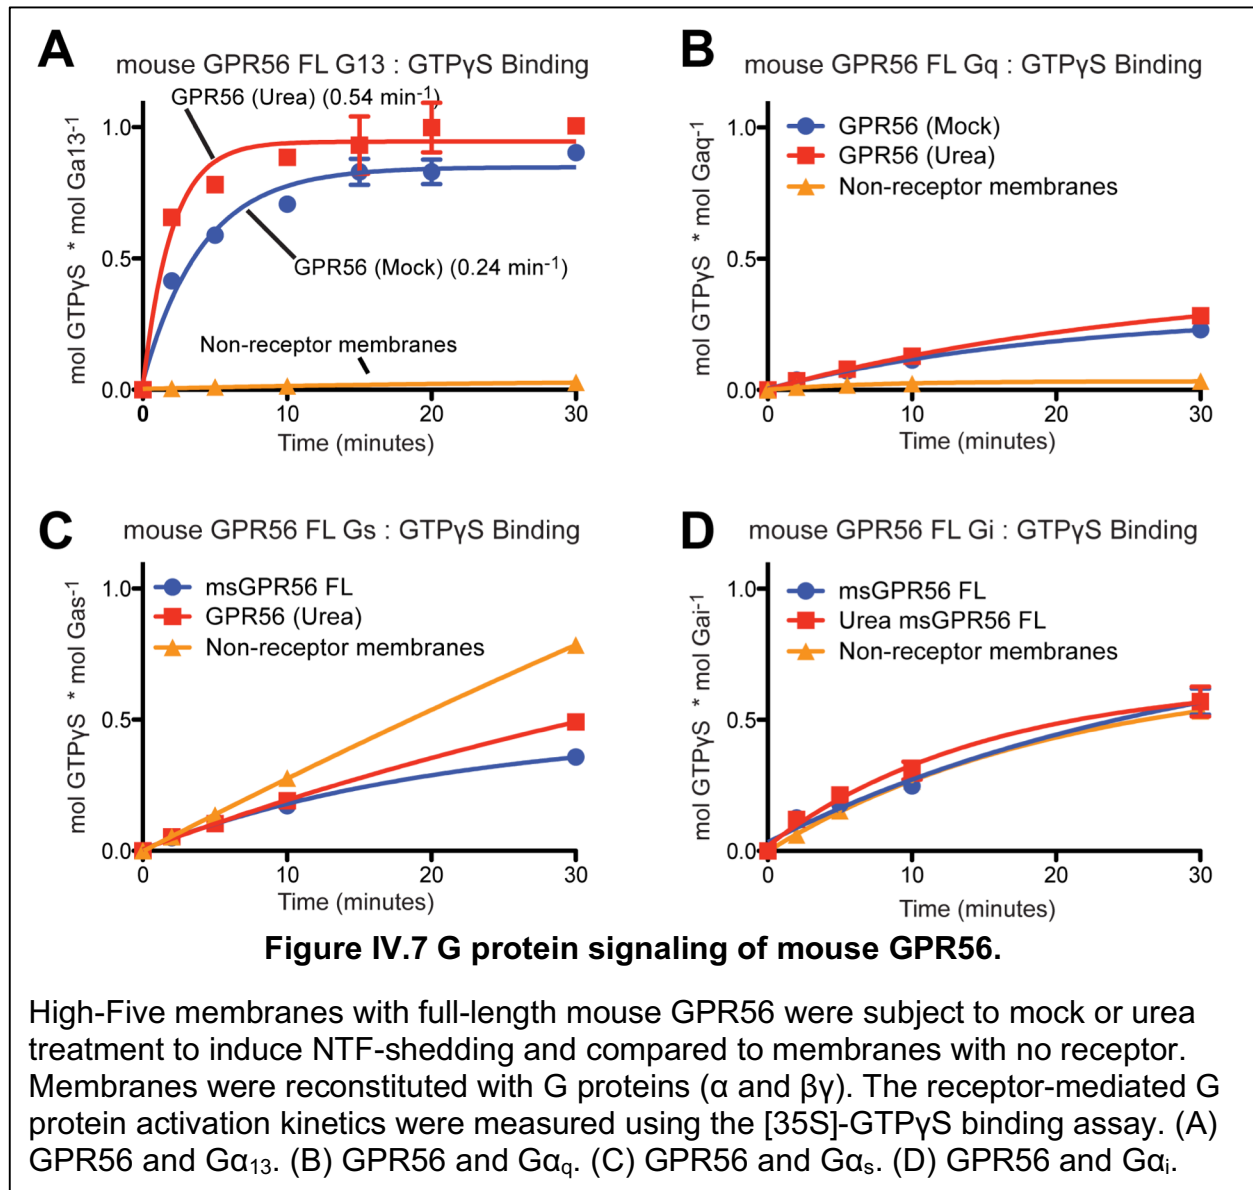 A
mouse GPR56 FL G13 : GTPγS Binding
GPR56 (Urea) (0.54 min⁻¹)
mol GTPγS * mol Ga13⁻¹
1.0
0.5
0.0
GPR56 (Mock) (0.24 min⁻¹)
Non-receptor membranes
0 10 20 30
Time (minutes)
B
mouse GPR56 FL Gq : GTPγS Binding
mol GTPγS * mol Gaq⁻¹
1.0
0.5
0.0
GPR56 (Mock)
GPR56 (Urea)
Non-receptor membranes
0 10 20 30
Time (minutes)
C
mouse GPR56 FL Gs : GTPγS Binding
mol GTPγS * mol Gas⁻¹
1.0
0.5
0.0
msGPR56 FL
GPR56 (Urea)
Non-receptor membranes
0 10 20 30
Time (minutes)
D
mouse GPR56 FL Gi : GTPγS Binding
mol GTPγS * mol Gai⁻¹
1.0
0.5
0.0
msGPR56 FL
Urea msGPR56 FL
Non-receptor membranes
0 10 20 30
Time (minutes)
Figure IV.7 G protein signaling of mouse GPR56.
High-Five membranes with full-length mouse GPR56 were subject to mock or urea
treatment to induce NTF-shedding and compared to membranes with no receptor.
Membranes were reconstituted with G proteins (α and βγ). The receptor-mediated G
protein activation kinetics were measured using the [35S]-GTPγS binding assay. (A)
GPR56 and Gα₁₃. (B) GPR56 and Gα_q. (C) GPR56 and Gαₛ. (D) GPR56 and Gαᵢ.